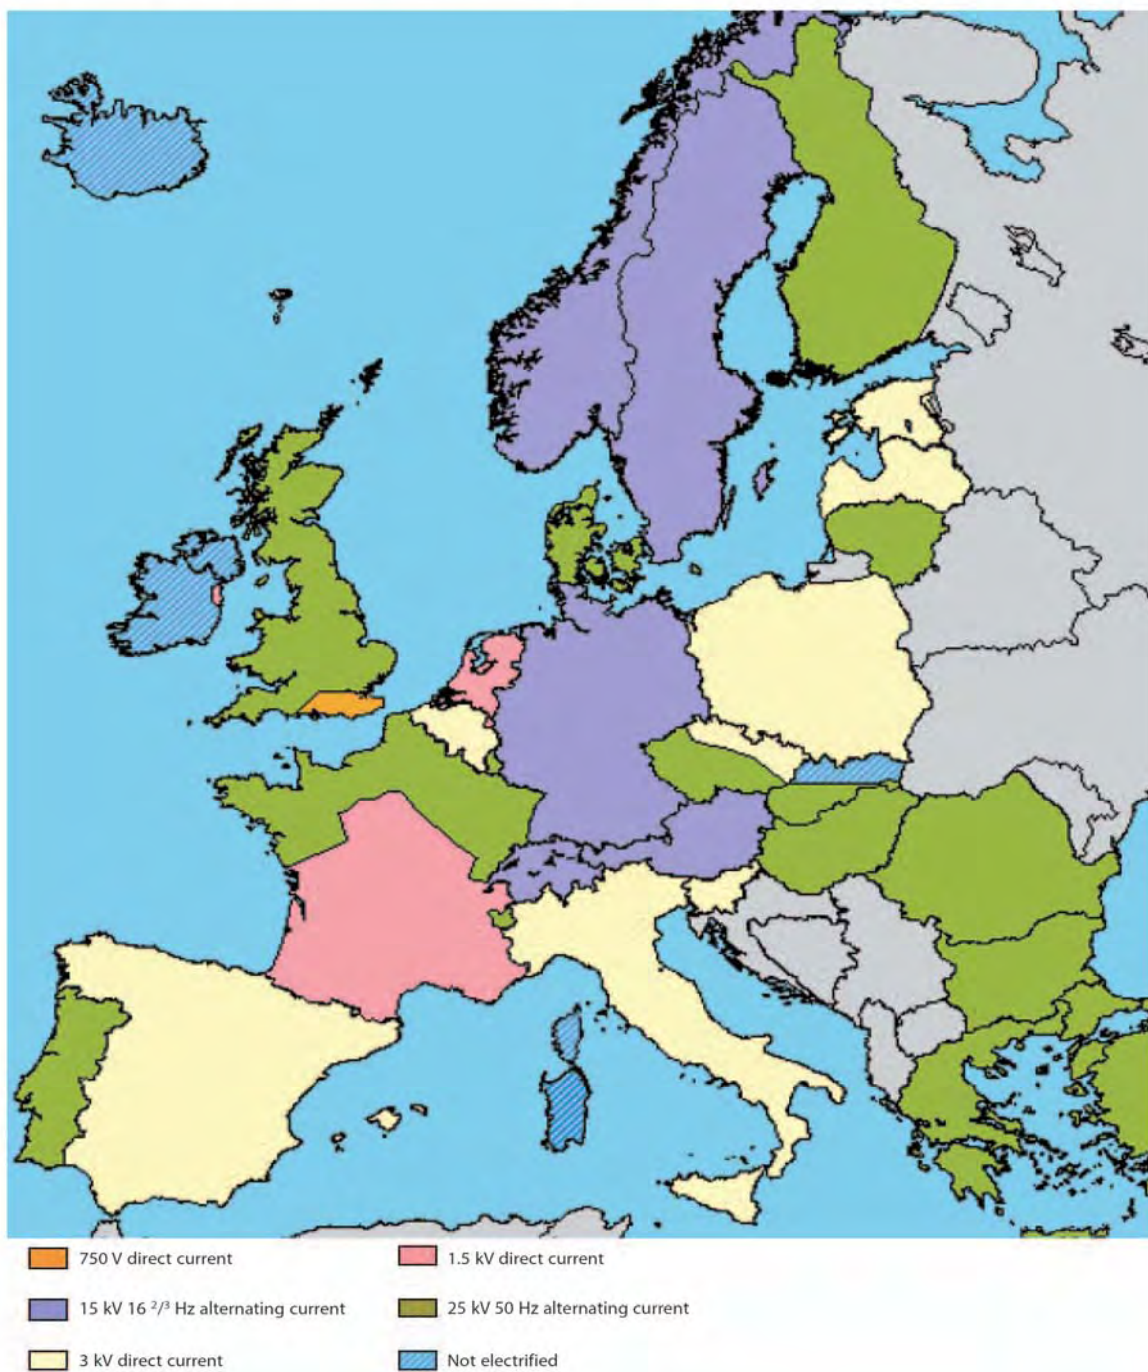 750 V direct current
1.5 kV direct current
15 kV 16 ²/³ Hz alternating current
25 kV 50 Hz alternating current
3 kV direct current
Not electrified